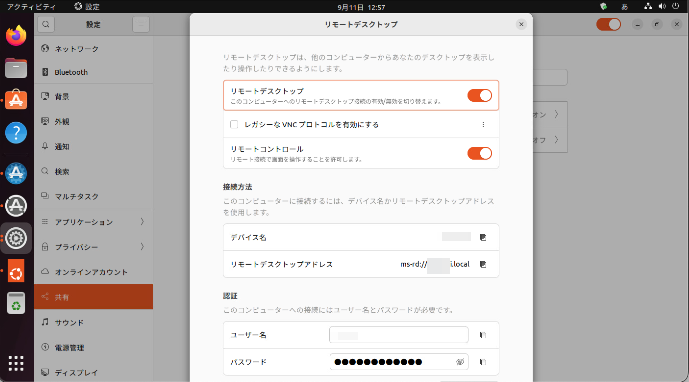 アクティビティ
設定
9月11日 12:57
あ
設定
リモートデスクトップ
ネットワーク
Bluetooth
背景
外観
通知
検索
マルチタスク
アプリケーション
プライバシー
オンラインアカウント
共有
サウンド
電源管理
ディスプレイ
リモートデスクトップは、他のコンピューターからあなたのデスクトップを表示し
たり操作したりできるようにします。
リモートデスクトップ
このコンピューターへのリモートデスクトップ接続の有効/無効を切り替えます。
レガシーな VNC プロトコルを有効にする
リモートコントロール
リモート接続で画面を操作することを許可します。
接続方法
このコンピューターに接続するには、デバイス名かリモートデスクトップアドレス
を使用します。
デバイス名
リモートデスクトップアドレス
ms-rd://
.local
認証
このコンピューターへの接続にはユーザー名とパスワードが必要です。
ユーザー名
パスワード
オン
オフ